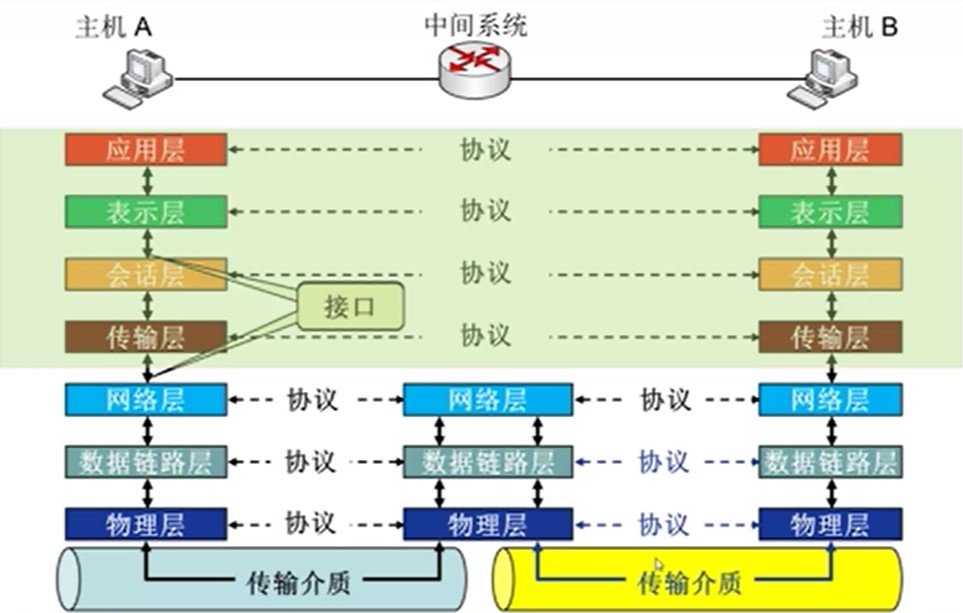 主机 A
中间系统
主机 B
应用层
协议
应用层
表示层
协议
表示层
会话层
协议
会话层
接口
传输层
协议
传输层
网络层
协议
网络层
协议
网络层
数据链路层
协议
数据链路层
协议
数据链路层
物理层
协议
物理层
协议
物理层
传输介质
传输介质